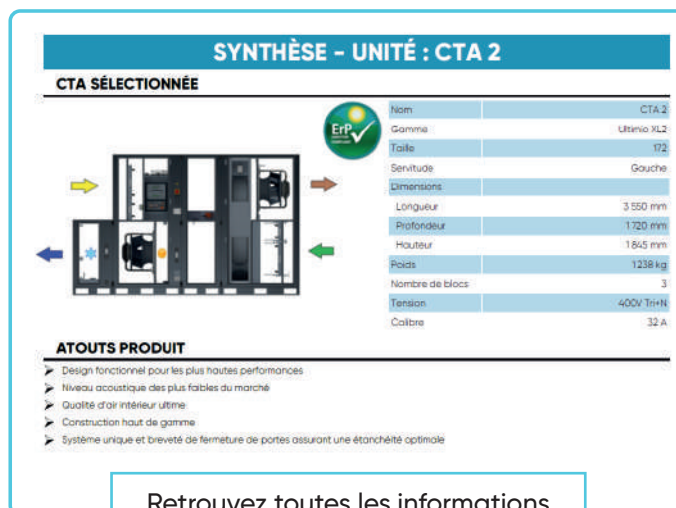 SYNTHÈSE - UNITÉ : CTA 2
CTA SÉLECTIONNÉE
ErP
Nom CTA 2
Gamme Ultimio XL2
Taille 172
Servitude Gauche
Dimensions
Longueur 3 550 mm
Profondeur 1 720 mm
Hauteur 1 845 mm
Poids 1 238 kg
Nombre de blocs 3
Tension 400V Tri+N
Calibre 32 A
ATOUTS PRODUIT
Design fonctionnel pour les plus hautes performances
Niveau acoustique des plus faibles du marché
Qualité d'air intérieur ultime
Construction haut de gamme
Système unique et breveté de fermeture de portes assurant une étanchéité optimale
Retrouvez toutes les informations